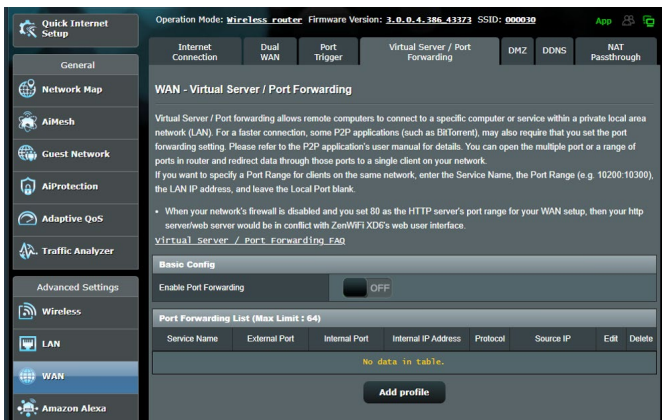 Quick Internet
Setup
Operation Mode: Wireless router Firmware Version: 3.0.0.4.386_43373 SSID: 000030
App
General
Network Map
AiMesh
Guest Network
AiProtection
Adaptive QoS
Traffic Analyzer
Advanced Settings
Wireless
LAN
WAN
Amazon Alexa
Internet
Connection
Dual
WAN
Port
Trigger
Virtual Server / Port
Forwarding
DMZ
DDNS
NAT
Passthrough
WAN - Virtual Server / Port Forwarding
Virtual Server / Port forwarding allows remote computers to connect to a specific computer or service within a private local area
network (LAN). For a faster connection, some P2P applications (such as BitTorrent), may also require that you set the port
forwarding setting. Please refer to the P2P application's user manual for details. You can open the multiple port or a range of
ports in router and redirect data through those ports to a single client on your network.
If you want to specify a Port Range for clients on the same network, enter the Service Name, the Port Range (e.g. 10200:10300),
the LAN IP address, and leave the Local Port blank.
• When your network's firewall is disabled and you set 80 as the HTTP server's port range for your WAN setup, then your http
server/web server would be in conflict with ZenWiFi XD6's web user interface.
Virtual Server / Port Forwarding FAQ
Basic Config
Enable Port Forwarding
OFF
Port Forwarding List (Max Limit : 64)
Service Name External Port Internal Port Internal IP Address Protocol Source IP Edit Delete
No data in table.
Add profile